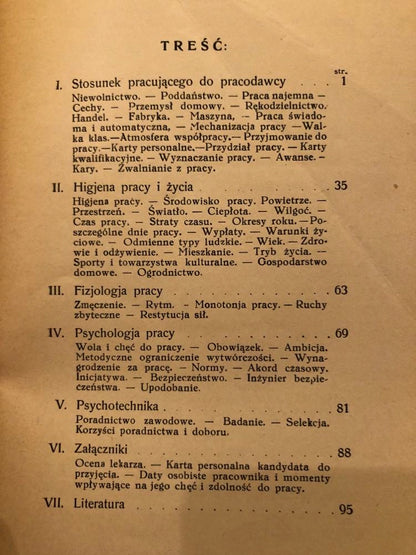 TREŚĆ:
str.
I. Stosunek pracującego do pracodawcy . . . 1
Niewolnictwo. — Poddaństwo. — Praca najemna —
Cechy. — Przemysł domowy. — Rękodzielnictwo.
Handel. — Fabryka. — Maszyna, — Praca świado-
ma i automatyczna, — Mechanizacja pracy — Wal-
ka klas.—Atmosfera współpracy.— Przyjmowanie do
pracy.—Karty personalne.—Przydział pracy. — Karty
kwalifikacyjne. — Wyznaczanie pracy. — Awanse. —
Kary. — Zwalnianie z pracy.
II. Higjena pracy i życia . . . . . 35
Higjena pracy. — Środowisko pracy. Powietrze. —
Przestrzeń. — Światło. — Ciepłota. — Wilgoć. —
Czas pracy. — Straty czasu. — Okresy roku. — Po-
szczególne dnie pracy. — Wypłaty. — Warunki ży-
ciowe. — Odmienne typy ludzkie. — Wiek. — Zdro-
wie i odżywienie. — Mieszkanie. — Tryb życia. —
Sporty i towarzystwa kulturalne. — Gospodarstwo
domowe. — Ogrodnictwo.
III. Fizjologja pracy . . . . . . 63
Zmęczenie. — Rytm. — Monotonja pracy. — Ruchy
zbyteczne — Restytucja sił.
IV. Psychologja pracy . . . . . . 69
Wola i chęć do pracy. — Obowiązek. — Ambicja.
Metodyczne ograniczenie wytwórczości. — Wyna-
grodzenie za pracę. — Normy. — Akord czasowy.
Inicjatywa. — Bezpieczeństwo. — Inżynier bezpie-
czeństwa. — Upodobanie.
V. Psychotechnika . . . . . . . 81
Poradnictwo zawodowe. — Badanie. — Selekcja.
Korzyści poradnictwa i doboru.
VI. Załączniki . . . . . . . . 88
Ocena lekarza. — Karta personalna kandydata do
przyjęcia. — Daty osobiste pracownika i momenty
wpływające na jego chęć i zdolność do pracy.
VII. Literatura . . . . . . . . 95